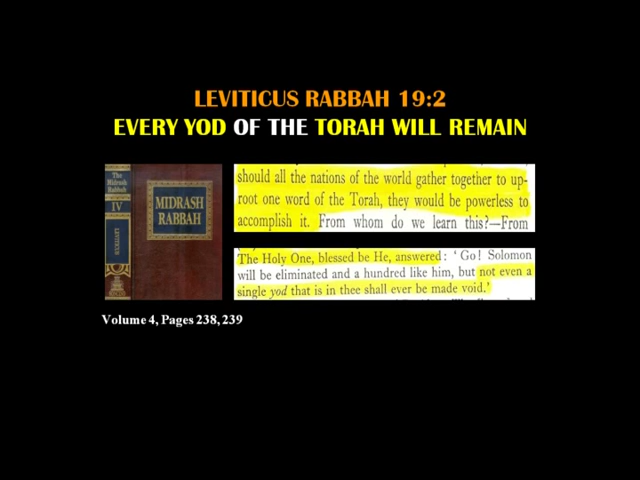 LEVITICUS RABBAH 19:2
EVERY YOD OF THE TORAH WILL REMAIN
The
Midrash
Rabbah
IV
LEVITICUS
MIDRASH
RABBAH
should all the nations of the world gather together to up-
root one word of the Torah, they would be powerless to
accomplish it. From whom do we learn this?—From
The Holy One, blessed be He, answered: ‘Go! Solomon
will be eliminated and a hundred like him, but not even a
single yod that is in thee shall ever be made void.’
Volume 4, Pages 238, 239